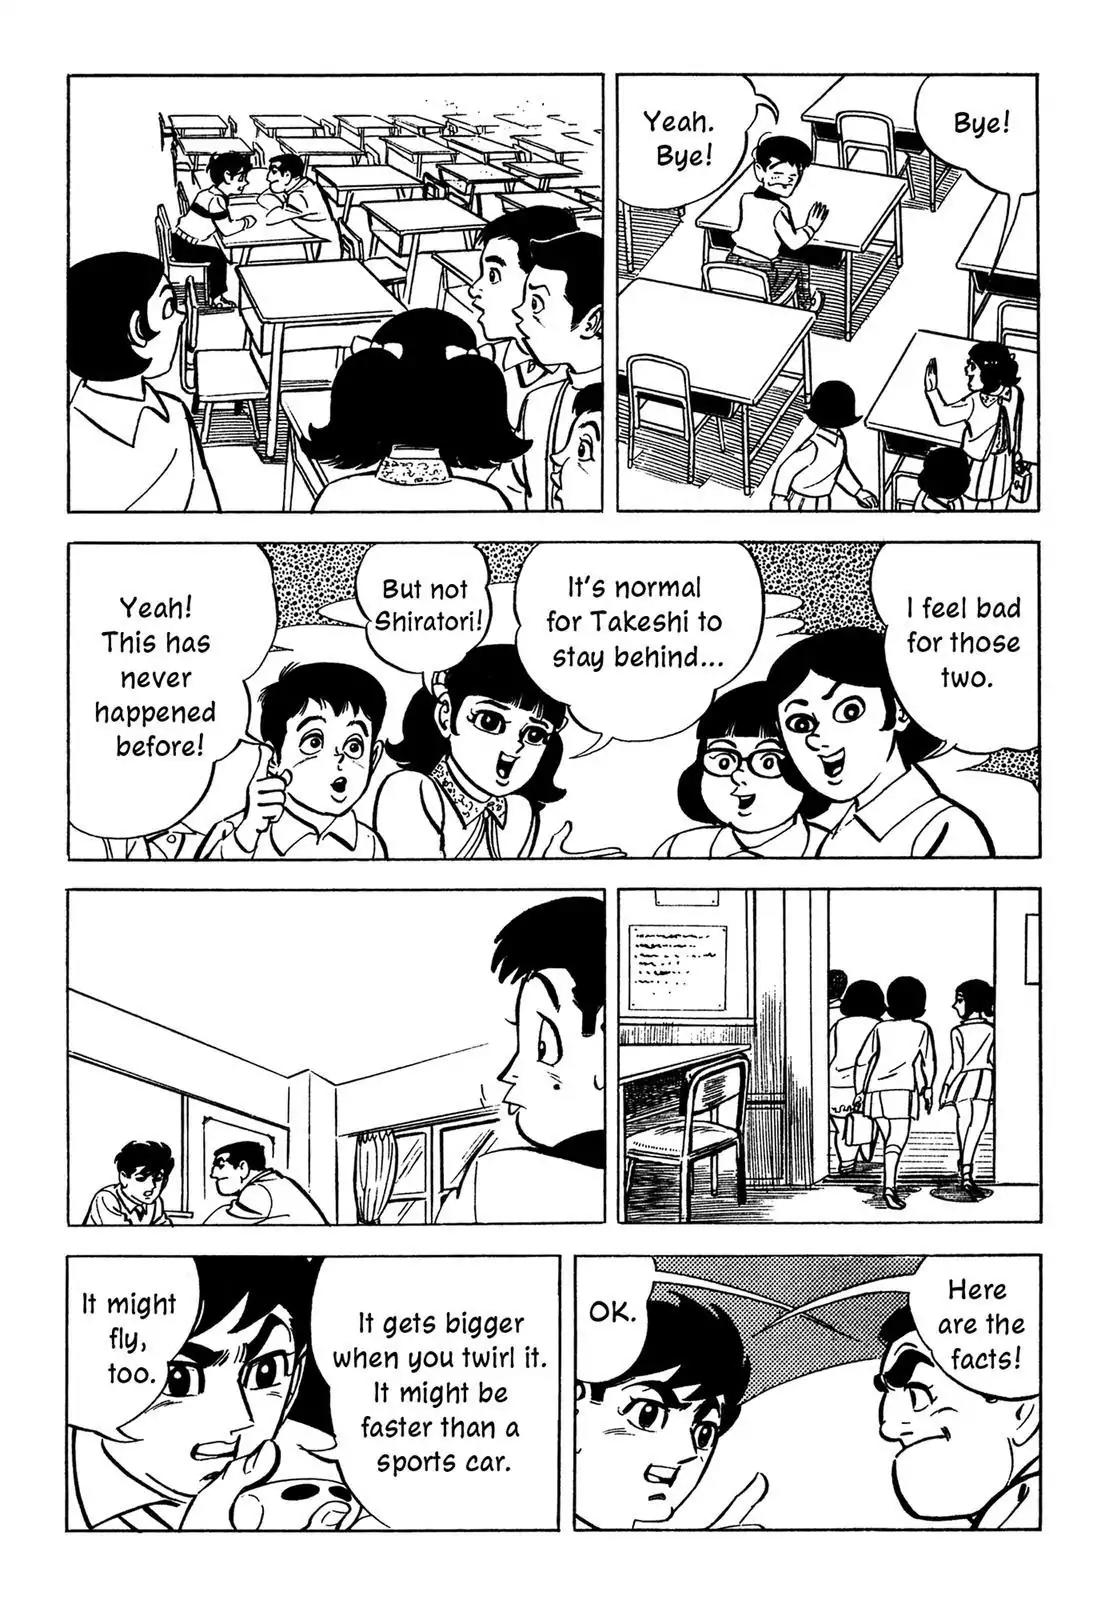 Bye!
Yeah.
Bye!
I feel bad
for those
two.
It's normal
for Takeshi to
stay behind...
But not
Shiratori!
Yeah!
This has
never
happened
before!
Here
are the
facts!
OK.
It gets bigger
when you twirl it.
It might be
faster than a
sports car.
It might
fly,
too.